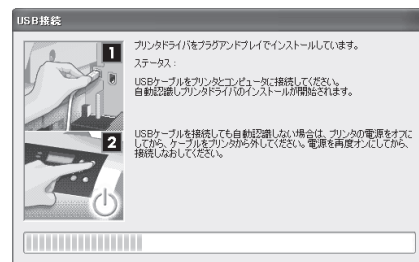 USB接続
1
プリンタドライバをプラグアンドプレイでインストールしています。
ステータス：
USBケーブルをプリンタとコンピュータに接続してください。
自動認識しプリンタドライバのインストールが開始されます。
2
USBケーブルを接続しても自動認識しない場合は、プリンタの電源をオフに
してから、ケーブルをプリンタから外してください。電源を再度オンにしてから、
接続しなおしてください。